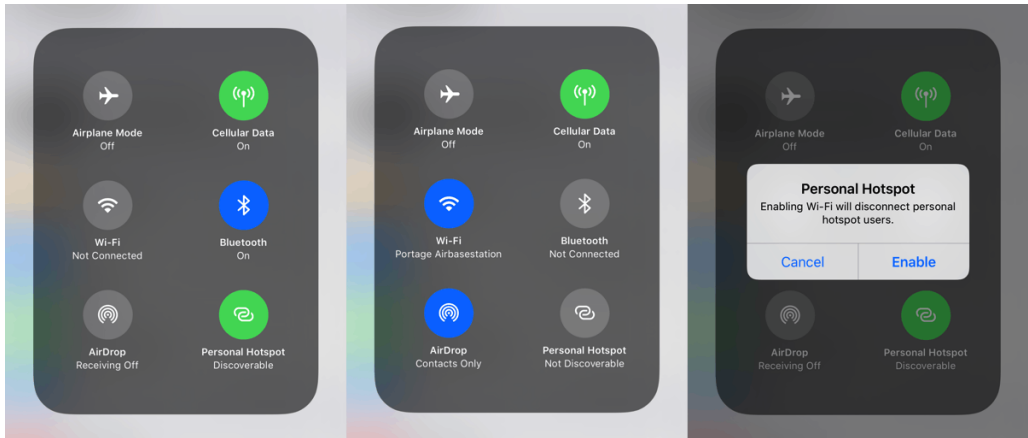 Airplane Mode
Off
Cellular Data
On
Wi-Fi
Not Connected
Bluetooth
On
AirDrop
Receiving Off
Personal Hotspot
Discoverable
Airplane Mode
Off
Cellular Data
On
Wi-Fi
Portage Airbasestation
Bluetooth
Not Connected
AirDrop
Contacts Only
Personal Hotspot
Not Discoverable
Airplane Mode
Off
Cellular Data
On
Personal Hotspot
Enabling Wi-Fi will disconnect personal
hotspot users.
Cancel
Enable
AirDrop
Receiving Off
Personal Hotspot
Discoverable